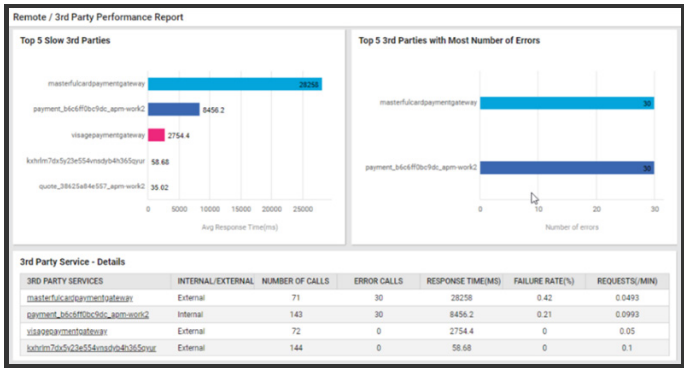 Remote / 3rd Party Performance Report
Top 5 Slow 3rd Parties
masterfulcardpaymentgateway 28258
payment_b6c6ff0bc9dc_apm-work2 8456.2
visagepaymentgateway 2754.4
kxhrlm7dx5y23e554vnsdyb4h365qyur 58.68
quote_38625a84e557_apm-work2 35.02
0 5000 10000 15000 20000 25000
Avg Response Time(ms)
Top 5 3rd Parties with Most Number of Errors
masterfulcardpaymentgateway 30
payment_b6c6ff0bc9dc_apm-work2 30
0 10 20 30
Number of errors
3rd Party Service - Details
3RD PARTY SERVICES INTERNAL/EXTERNAL NUMBER OF CALLS ERROR CALLS RESPONSE TIME(MS) FAILURE RATE(%) REQUESTS(/MIN)
masterfulcardpaymentgateway External 71 30 28258 0.42 0.0493
payment_b6c6ff0bc9dc_apm-work2 Internal 143 30 8456.2 0.21 0.0993
visagepaymentgateway External 72 0 2754.4 0 0.05
kxhrlm7dx5y23e554vnsdyb4h365qyur External 144 0 58.68 0 0.1